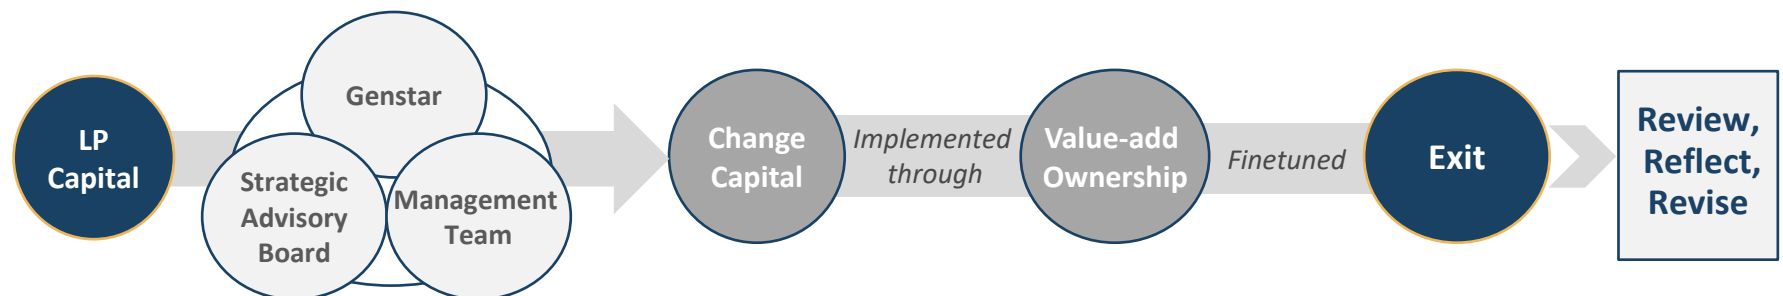 LP
Capital
Genstar
Strategic
Advisory
Board
Management
Team
Change
Capital
Implemented
through
Value-add
Ownership
Finetuned
Exit
Review,
Reflect,
Revise